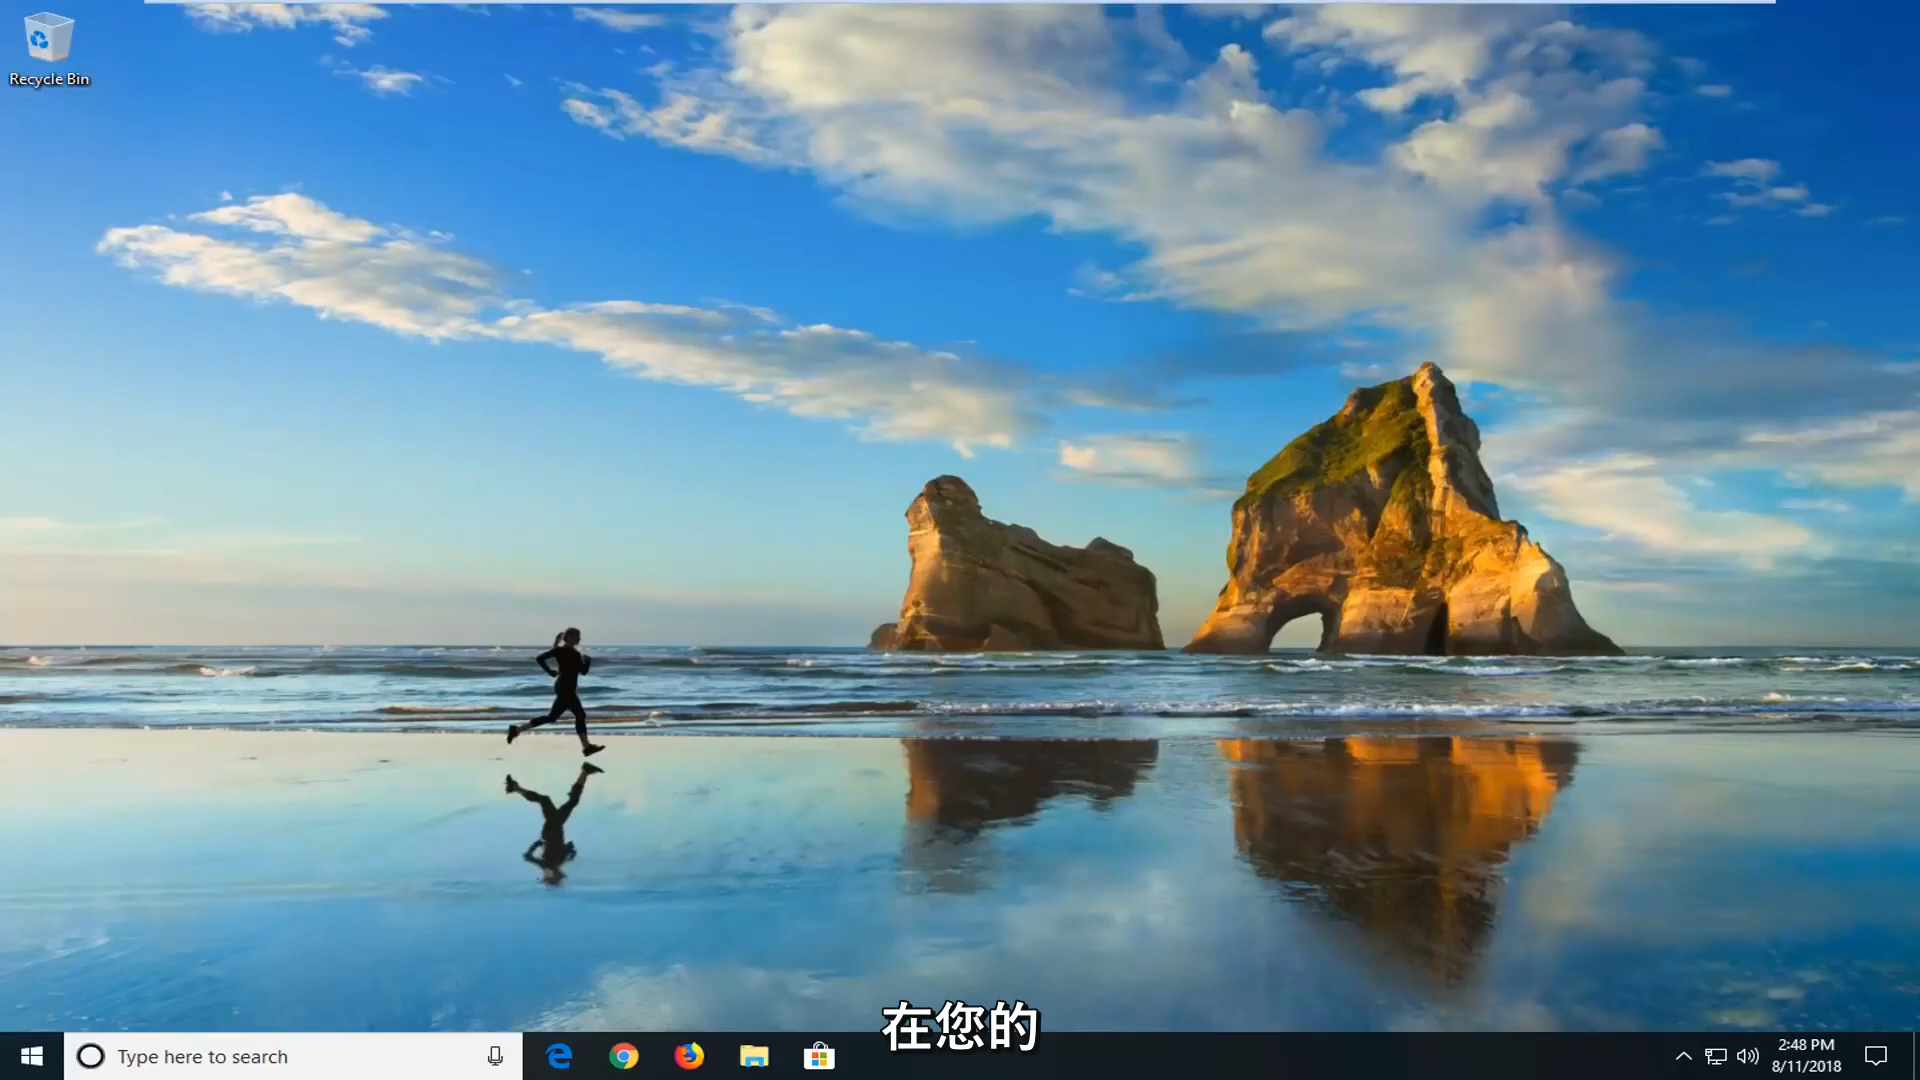 Recycle Bin
在您的
Type here to search
2:48 PM
8/11/2018